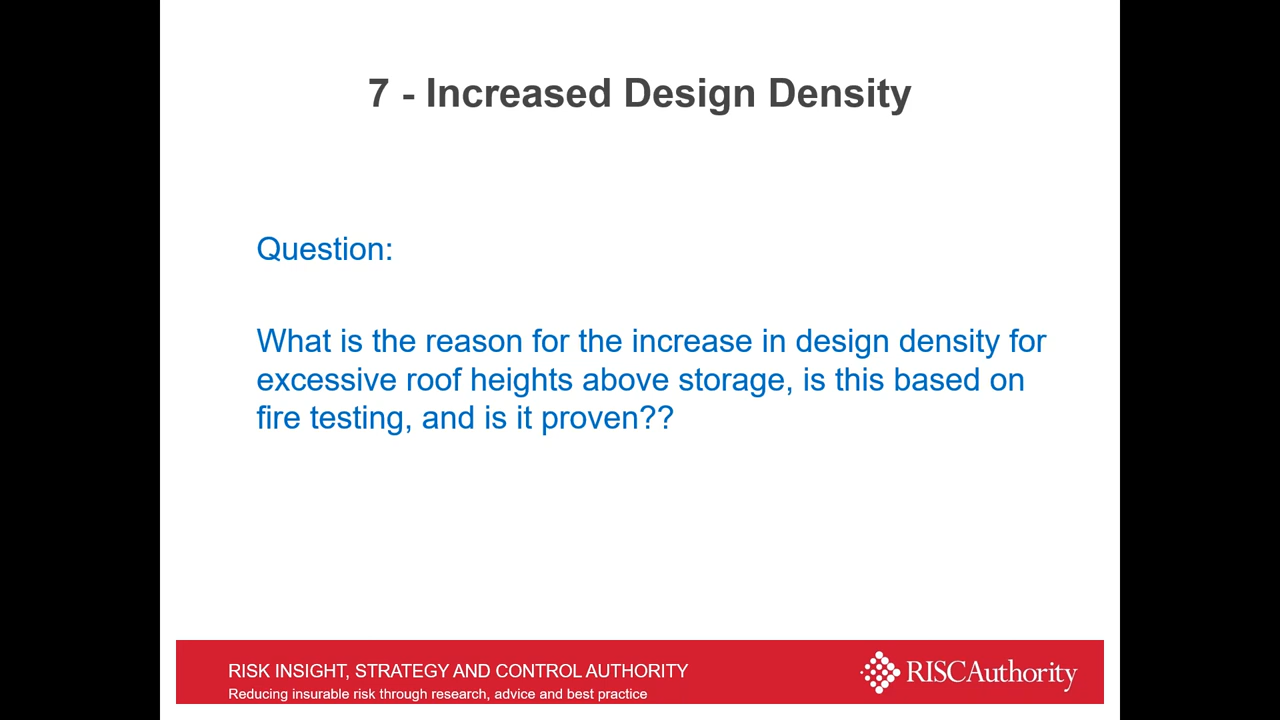 7 - Increased Design Density
Question:
What is the reason for the increase in design density for
excessive roof heights above storage, is this based on
fire testing, and is it proven??
RISK INSIGHT, STRATEGY AND CONTROL AUTHORITY
Reducing insurable risk through research, advice and best practice
RISCAuthority